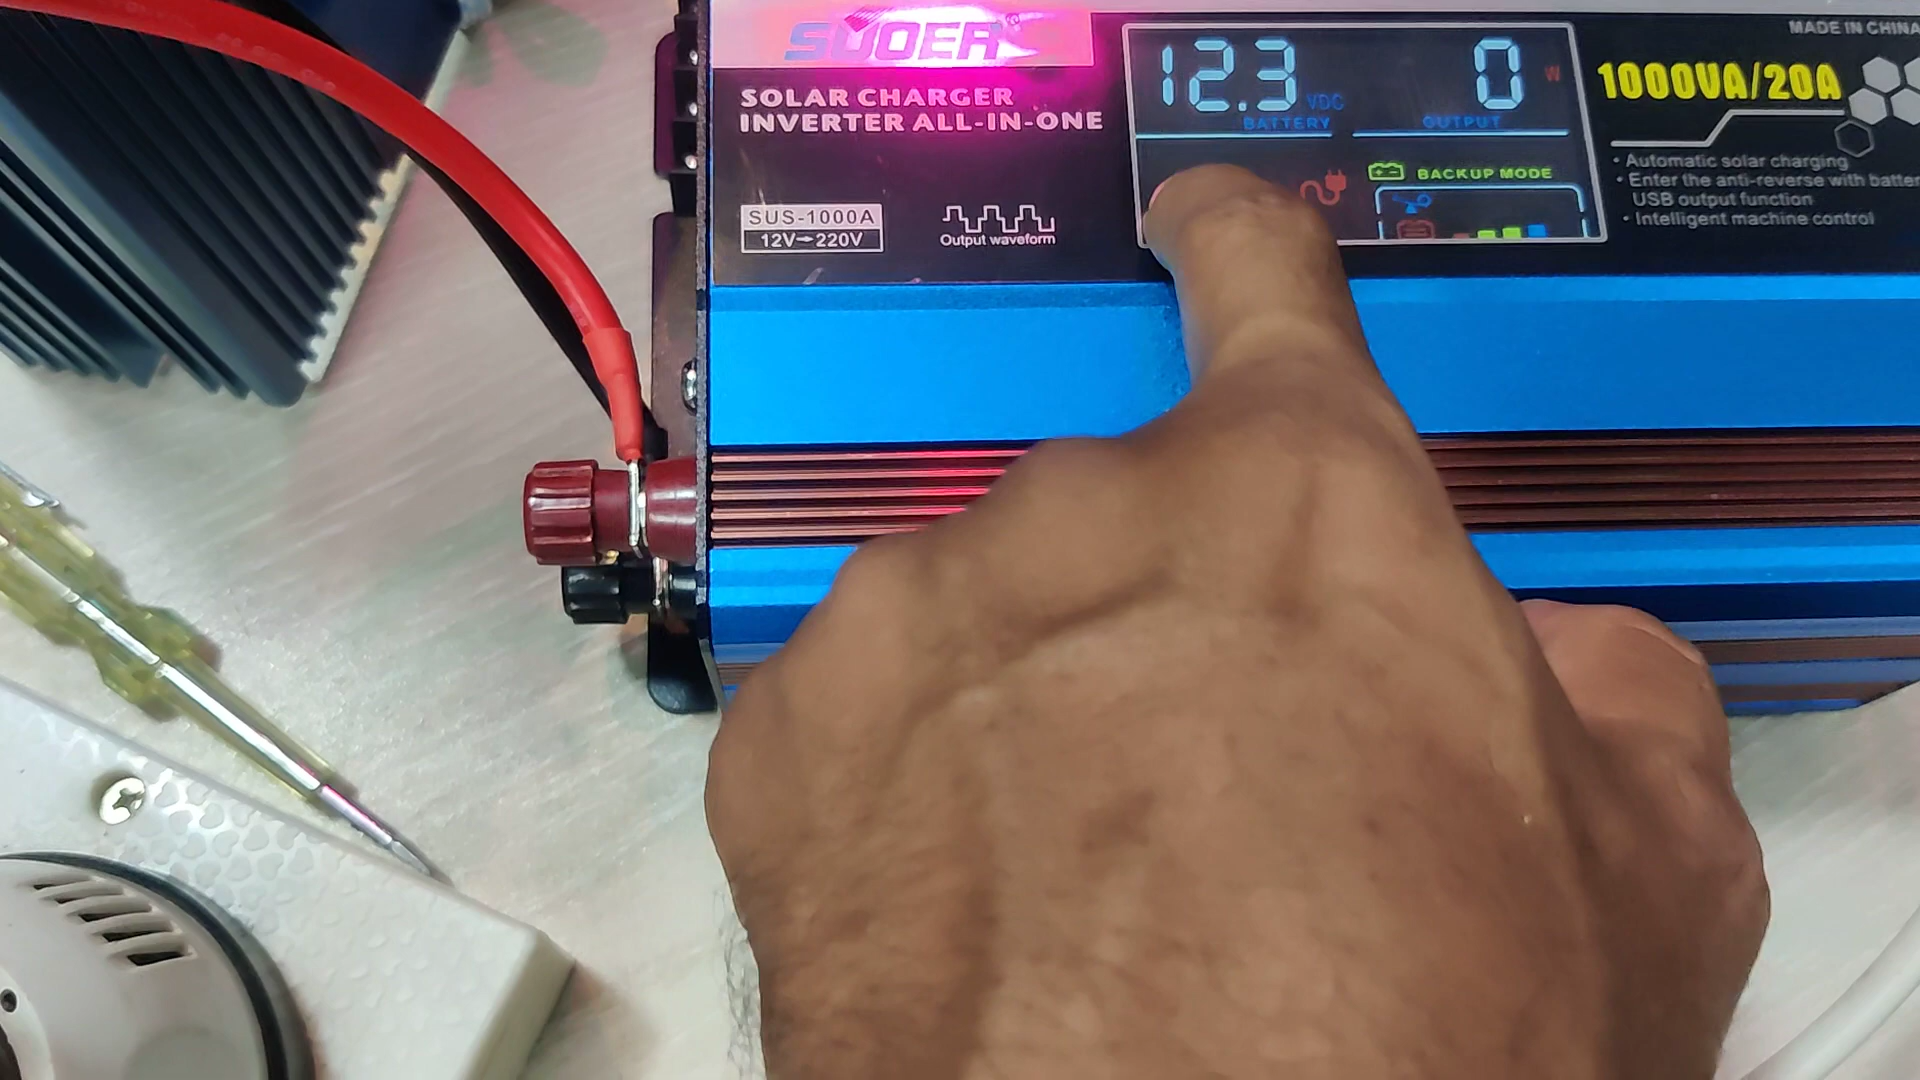 SUOER®
SOLAR CHARGER
INVERTER ALL-IN-ONE
SUS-1000A
12V→220V
Output waveform
12.3 VDC
BATTERY
0 W
OUTPUT
BACKUP MODE
MADE IN CHINA
1000VA/20A
• Automatic solar charging
• Enter the anti-reverse with batter
USB output function
• Intelligent machine control